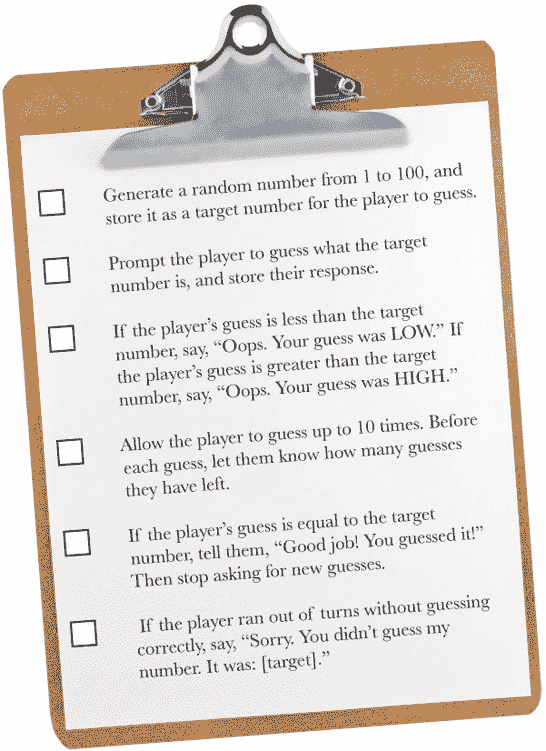 Generate a random number from 1 to 100, and
store it as a target number for the player to guess.
Prompt the player to guess what the target
number is, and store their response.
If the player’s guess is less than the target
number, say, “Oops. Your guess was LOW.” If
the player’s guess is greater than the target
number, say, “Oops. Your guess was HIGH.”
Allow the player to guess up to 10 times. Before
each guess, let them know how many guesses
they have left.
If the player’s guess is equal to the target
number, tell them, “Good job! You guessed it!”
Then stop asking for new guesses.
If the player ran out of turns without guessing
correctly, say, “Sorry. You didn’t guess my
number. It was: [target].”